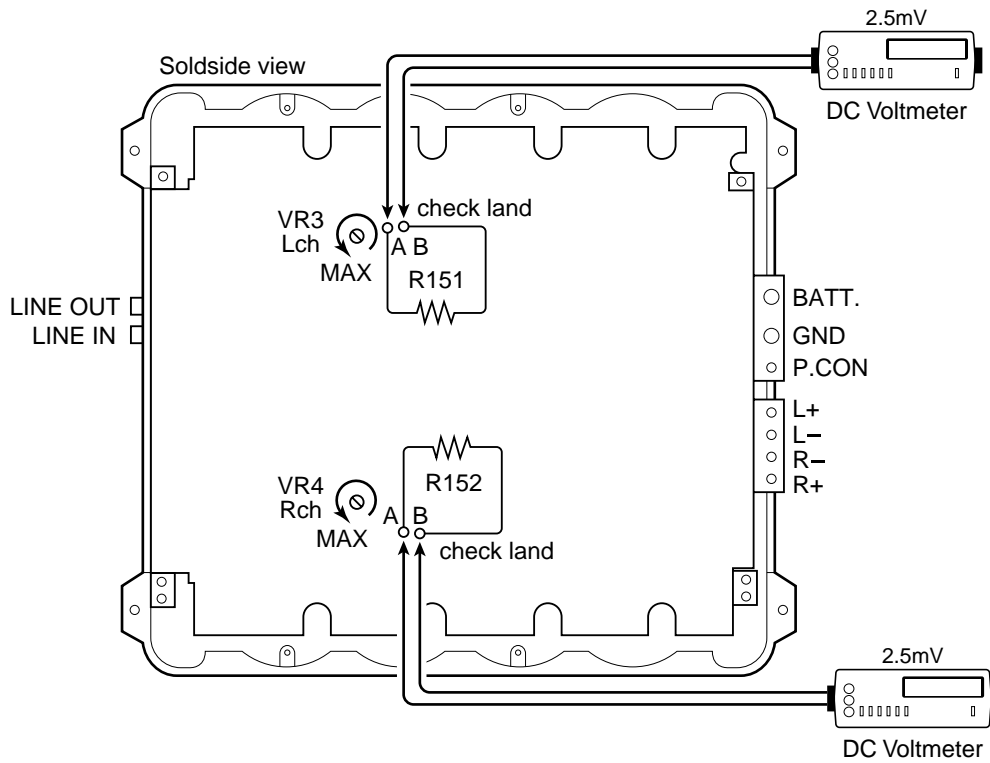 2.5mV
DC Voltmeter
Soldside view
check land
VR3
Lch
A B
MAX
R151
LINE OUT
LINE IN
BATT.
GND
P.CON
L+
L−
R−
R+
R152
VR4
Rch
A B
MAX
check land
2.5mV
DC Voltmeter